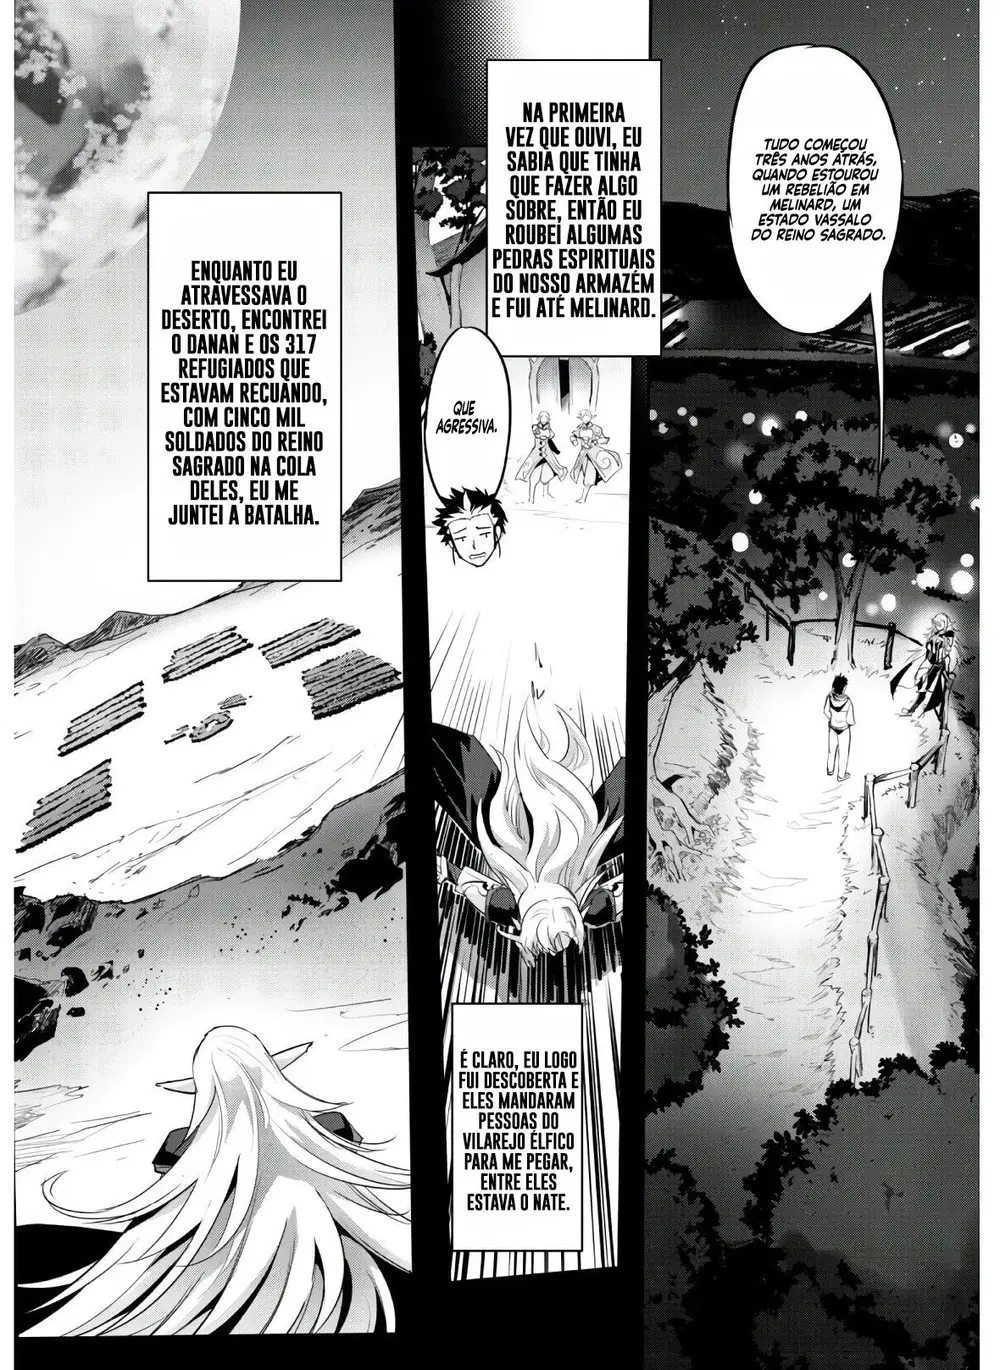 TUDO COMEÇOU
TRÊS ANOS ATRÁS,
QUANDO ESTOUROU
UM REBELIÃO EM
MELINARD, UM
ESTADO VASSALO
DO REINO SAGRADO.
NA PRIMEIRA
VEZ QUE OUVI, EU
SABIA QUE TINHA
QUE FAZER ALGO
SOBRE, ENTÃO EU
ROUBEI ALGUMAS
PEDRAS ESPIRITUAIS
DO NOSSO ARMAZÉM
E FUI ATÉ MELINARD.
QUE
AGRESSIVA.
É CLARO, EU LOGO
FUI DESCOBERTA E
ELES MANDARAM
PESSOAS DO
VILAREJO ÉLFICO
PARA ME PEGAR,
ENTRE ELES
ESTAVA O NATE.
ENQUANTO EU
ATRAVESSAVA O
DESERTO, ENCONTREI
O DANAN E OS 317
REFUGIADOS QUE
ESTAVAM RECUANDO,
COM CINCO MIL
SOLDADOS DO REINO
SAGRADO NA COLA
DELES, EU ME
JUNTEI A BATALHA.